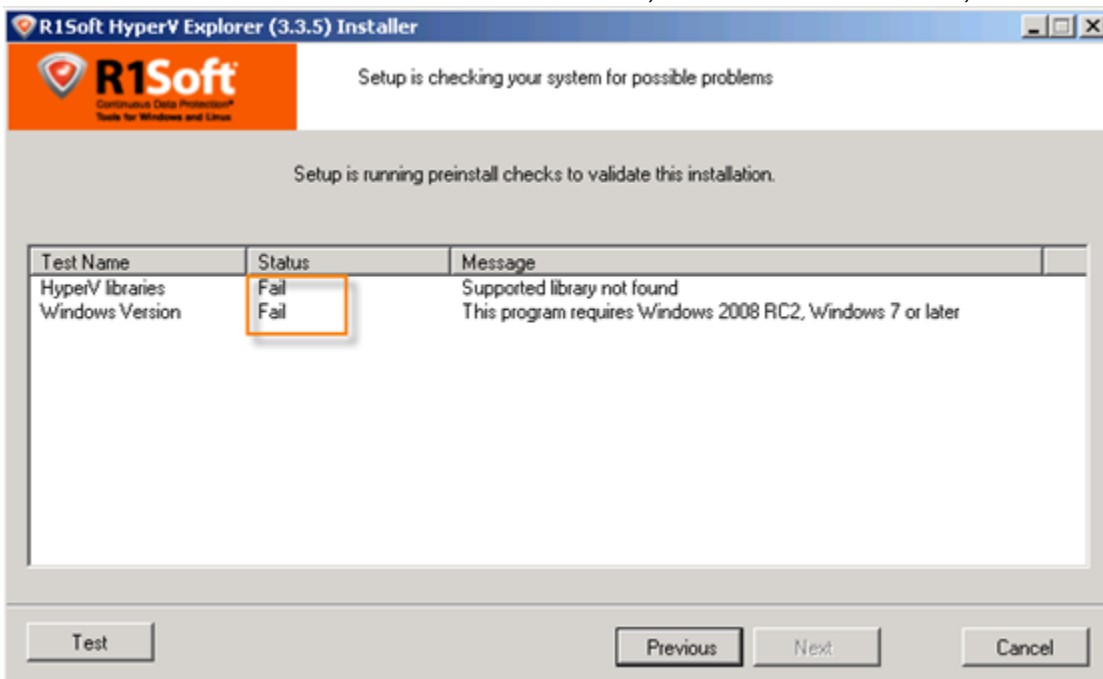 R1Soft HyperV Explorer (3.3.5) Installer
R1Soft
Continuous Data Protection®
Tools for Windows and Linux
Setup is checking your system for possible problems
Setup is running preinstall checks to validate this installation.
Test Name Status Message
HyperV libraries Fail Supported library not found
Windows Version Fail This program requires Windows 2008 RC2, Windows 7 or later
Test Previous Next Cancel